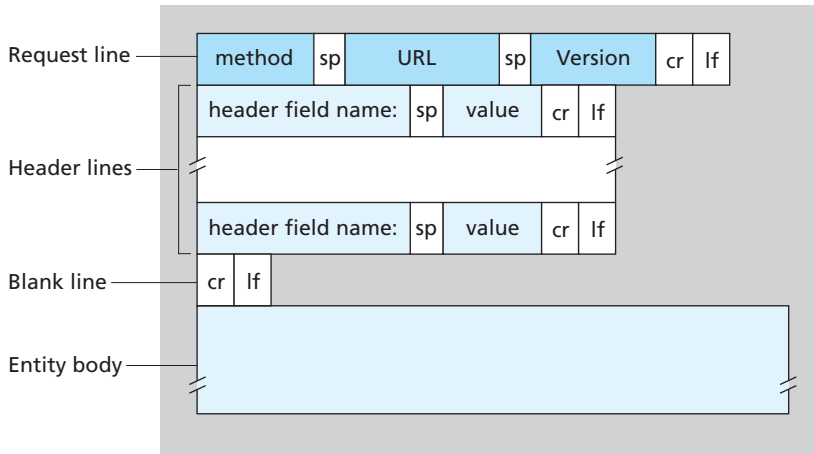 Request line method sp URL sp Version cr lf
header field name: sp value cr lf
Header lines
header field name: sp value cr lf
Blank line cr lf
Entity body